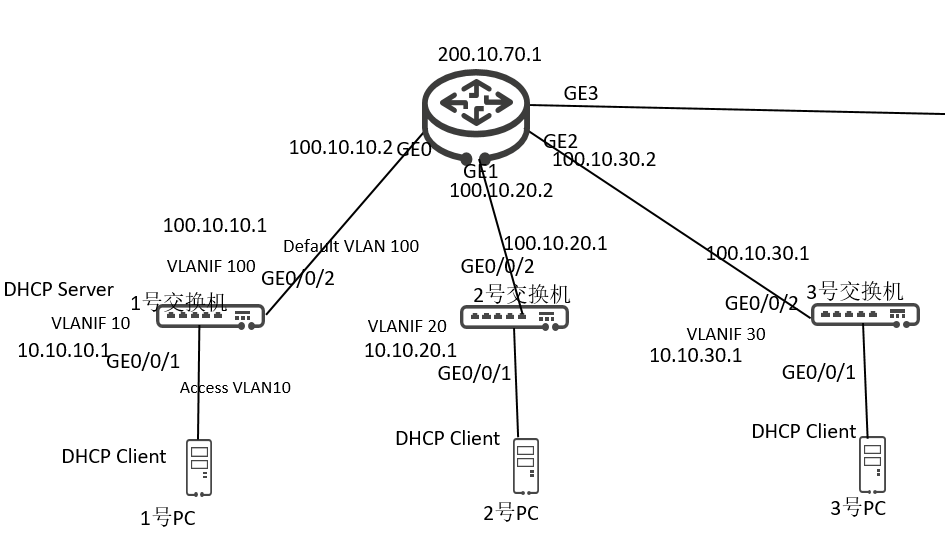 200.10.70.1
GE3
100.10.10.2
GE0
GE2
100.10.30.2
GE1
100.10.20.2
100.10.10.1
Default VLAN 100
100.10.20.1
100.10.30.1
VLANIF 100
GE0/0/2
GE0/0/2
DHCP Server
1号交换机
2号交换机
GE0/0/2
3号交换机
VLANIF 10
VLANIF 20
VLANIF 30
10.10.10.1
GE0/0/1
10.10.20.1
10.10.30.1
GE0/0/1
GE0/0/1
Access VLAN10
DHCP Client
DHCP Client
DHCP Client
1号PC
2号PC
3号PC